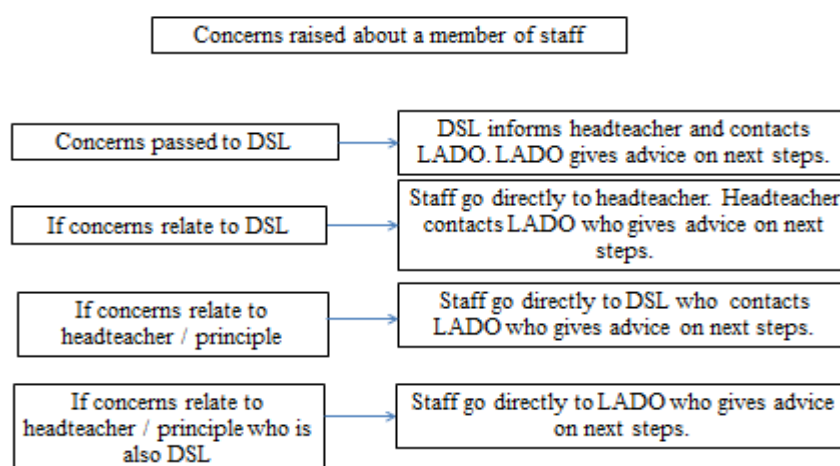 Concerns raised about a member of staff
Concerns passed to DSL
DSL informs headteacher and contacts
LADO. LADO gives advice on next steps.
If concerns relate to DSL
Staff go directly to headteacher. Headteacher
contacts LADO who gives advice on next
steps.
If concerns relate to
headteacher / principle
Staff go directly to DSL who contacts
LADO who gives advice on next steps.
If concerns relate to
headteacher / principle who is
also DSL
Staff go directly to LADO who gives advice
on next steps.